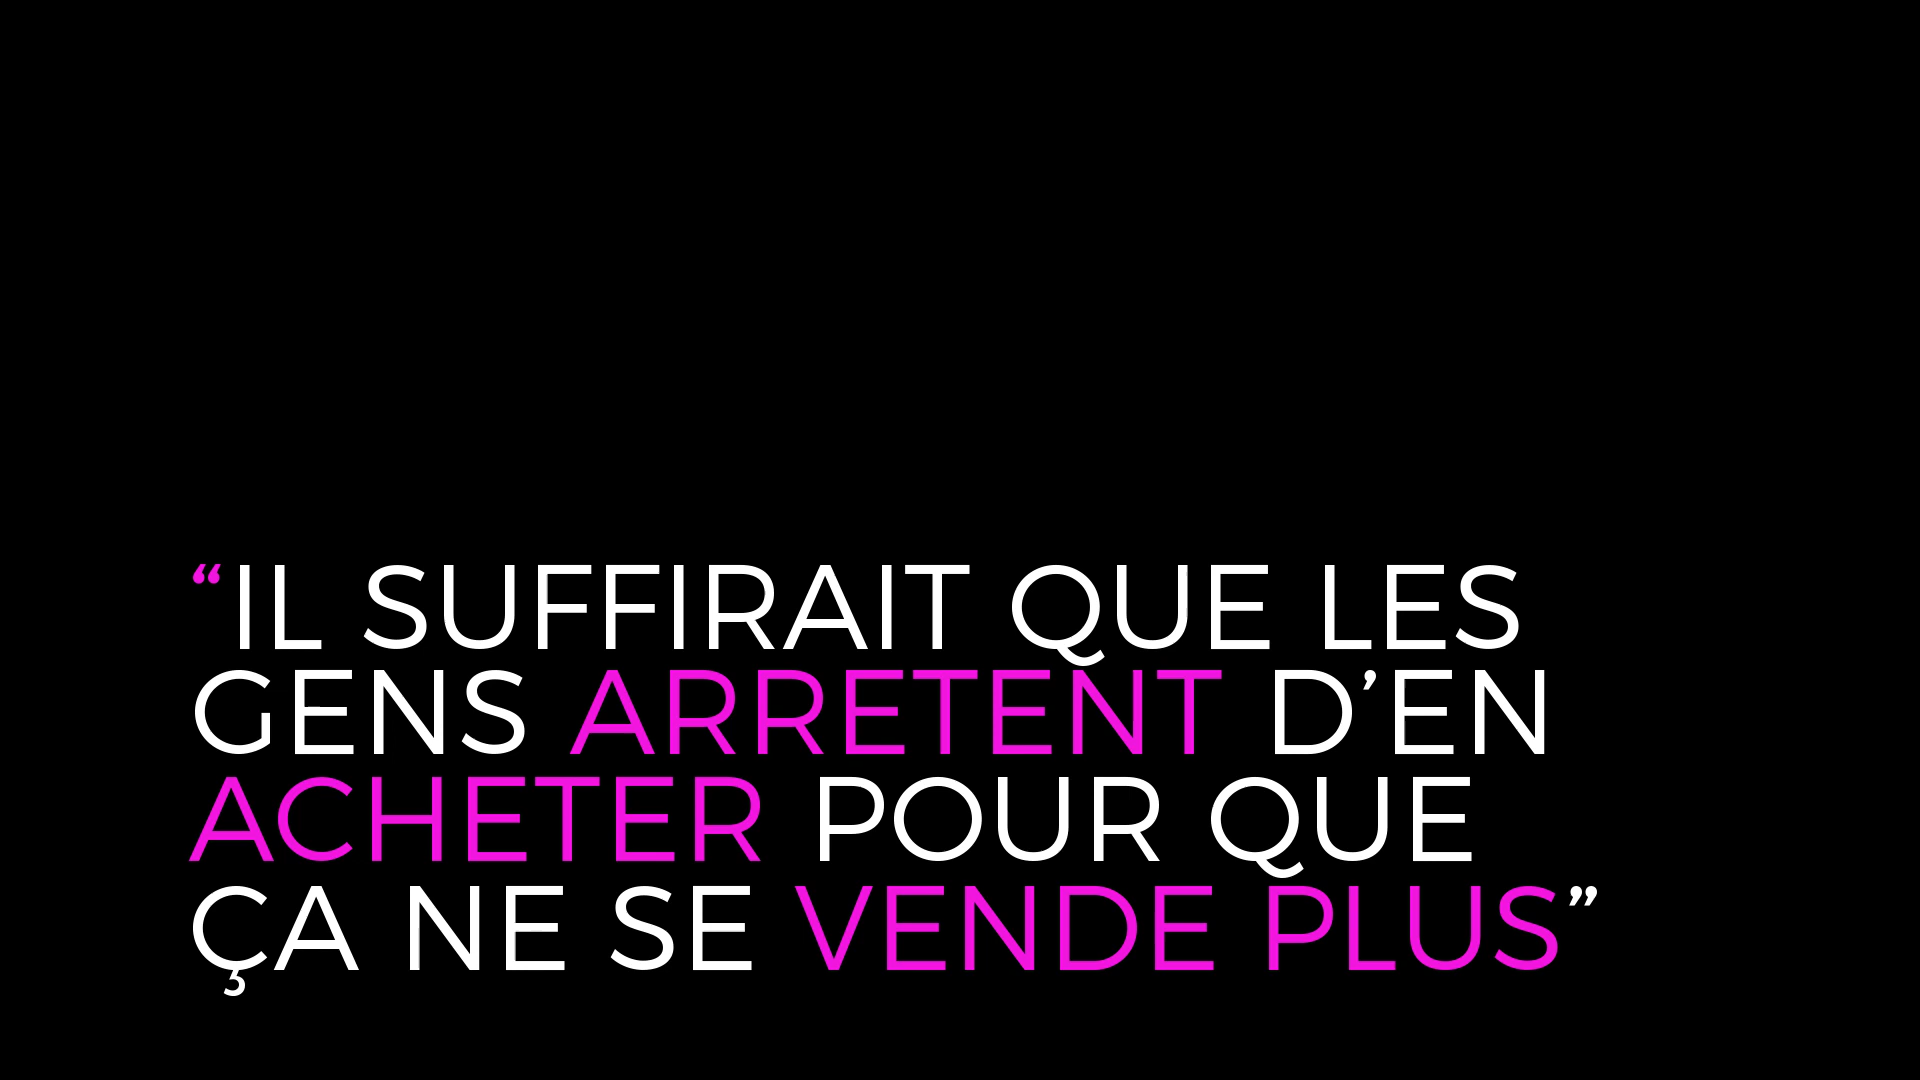 “IL SUFFIRAIT QUE LES
GENS ARRETENT D’EN
ACHETER POUR QUE
ÇA NE SE VENDE PLUS”